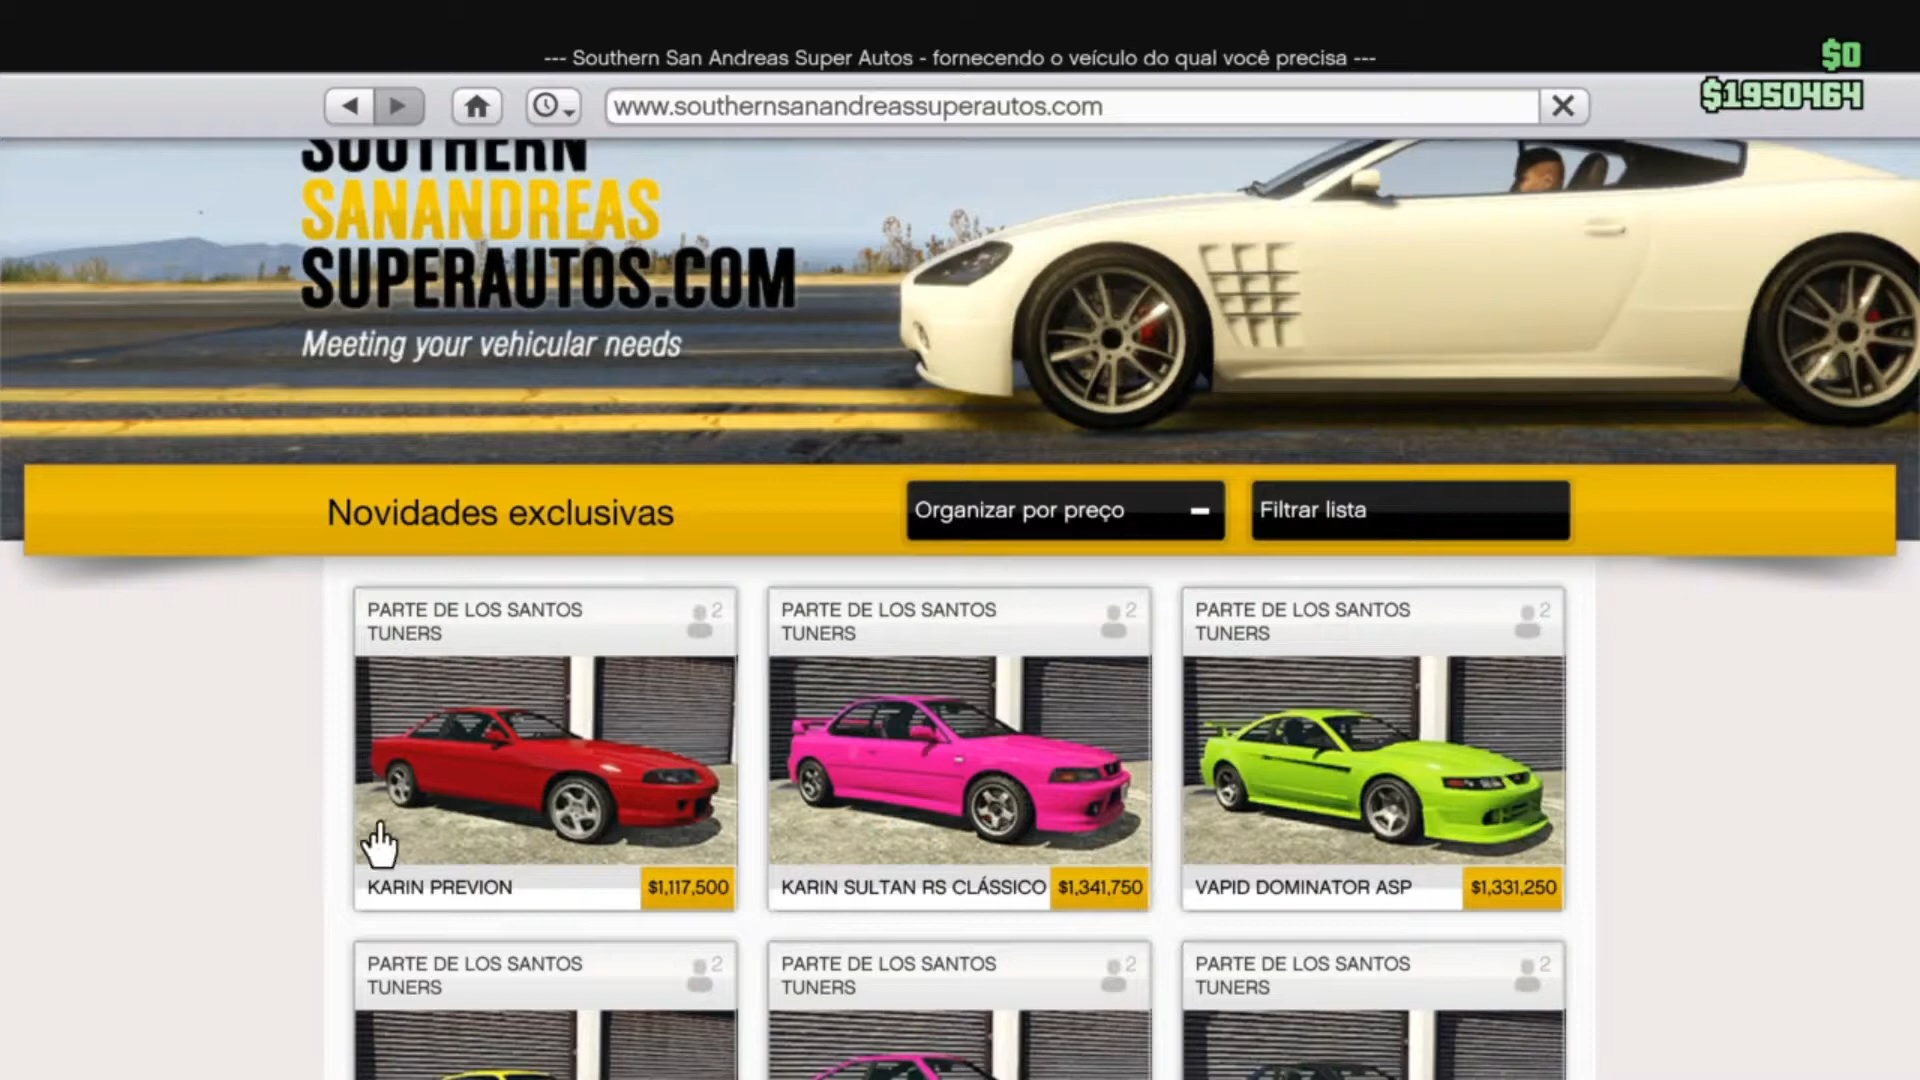 --- Southern San Andreas Super Autos - fornecendo o veículo do qual você precisa ---
$0
$1950464
www.southernsanandreassuperautos.com
SOUTHERN
SANANDREAS
SUPERAUTOS.COM
Meeting your vehicular needs
Novidades exclusivas
Organizar por preço
Filtrar lista
PARTE DE LOS SANTOS
TUNERS
2
KARIN PREVION
$1,117,500
PARTE DE LOS SANTOS
TUNERS
2
KARIN SULTAN RS CLÁSSICO
$1,341,750
PARTE DE LOS SANTOS
TUNERS
2
VAPID DOMINATOR ASP
$1,331,250
PARTE DE LOS SANTOS
TUNERS
2
PARTE DE LOS SANTOS
TUNERS
2
PARTE DE LOS SANTOS
TUNERS
2